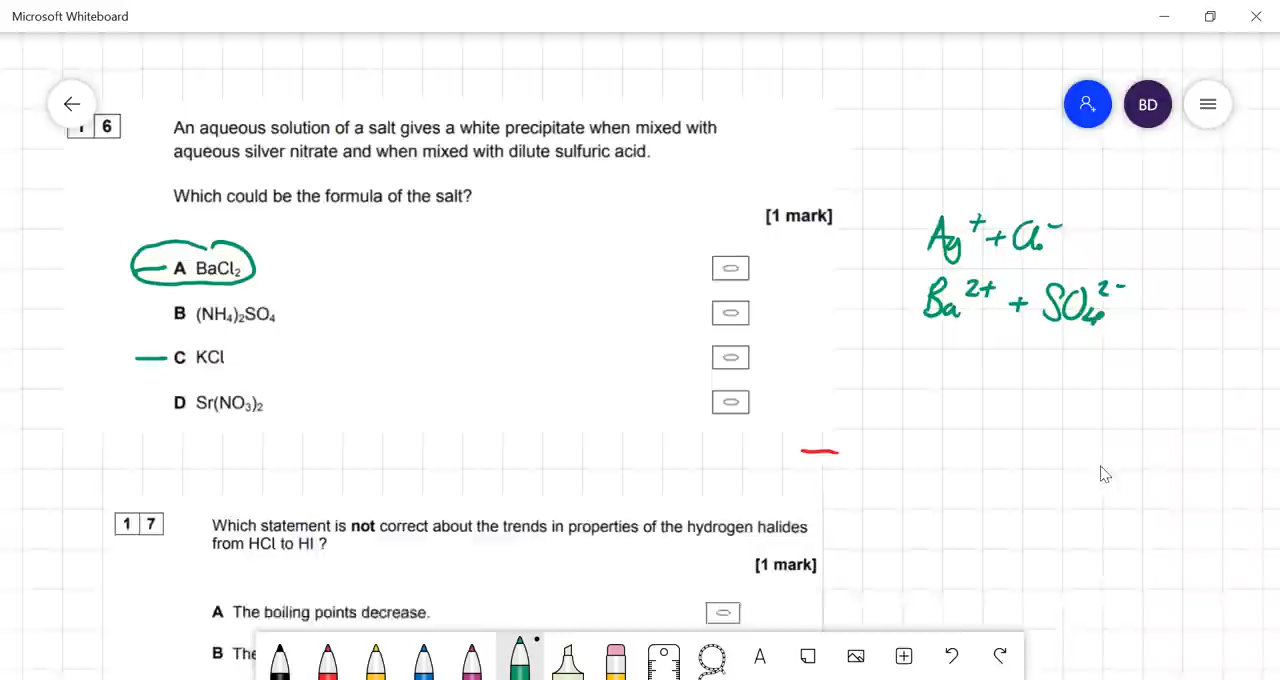 Microsoft Whiteboard
BD
1 6
An aqueous solution of a salt gives a white precipitate when mixed with
aqueous silver nitrate and when mixed with dilute sulfuric acid.
Which could be the formula of the salt?
[1 mark]
Ag⁺ + Cl⁻
Ba²⁺ + SO₄²⁻
A BaCl₂
B (NH₄)₂SO₄
C KCl
D Sr(NO₃)₂
1 7
Which statement is not correct about the trends in properties of the hydrogen halides
from HCl to HI ?
[1 mark]
A The boiling points decrease.
B The
A